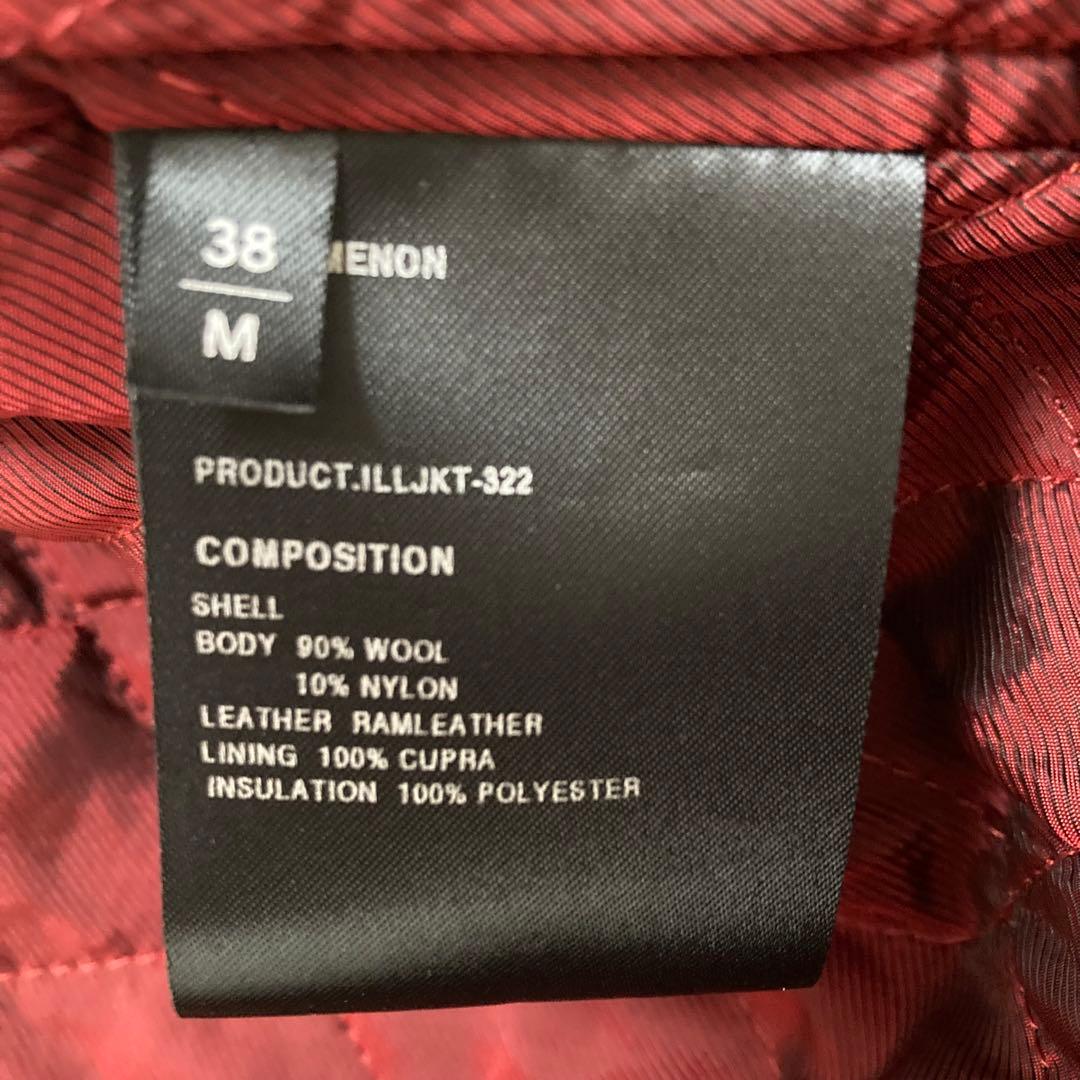 38
M
MENON
PRODUCT.ILLJKT-322
COMPOSITION
SHELL
BODY 90% WOOL
10% NYLON
LEATHER RAMLEATHER
LINING 100% CUPRA
INSULATION 100% POLYESTER